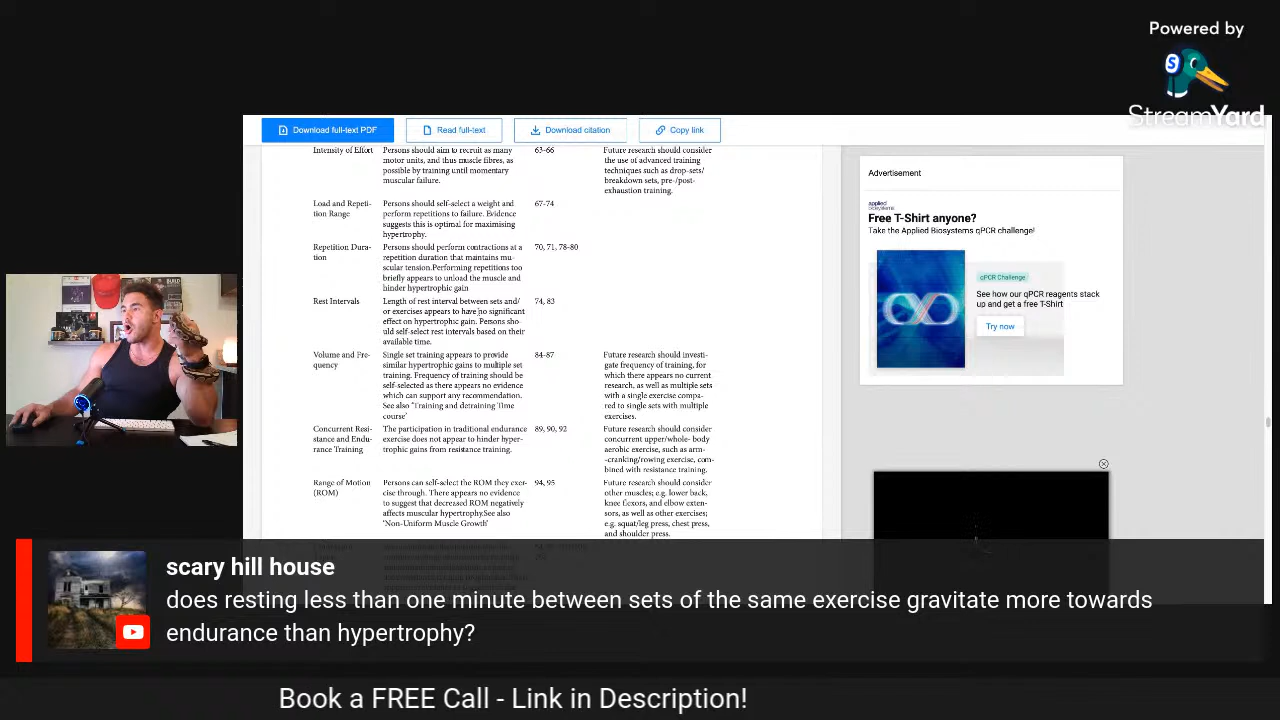 Powered by
StreamYard
Download full-text PDF
Read full-text
Download citation
Copy link
Intensity of Effort
Persons should aim to recruit as many
motor units, and thus muscle fibres, as
possible by training until momentary
muscular failure.
63-66
Future research should consider
the use of advanced training
techniques such as drop-sets/
breakdown sets, pre-/post-
exhaustion training.
Load and Repeti-
tion Range
Persons should self-select a weight and
perform repetitions to failure. Evidence
suggests this is optimal for maximising
hypertrophy.
67-74
Repetition Dura-
tion
Persons should perform contractions at a
repetition duration that maintains mu-
scular tension.Performing repetitions too
briefly appears to unload the muscle and
hinder hypertrophic gain
70, 71, 78-80
Rest Intervals
Length of rest interval between sets and/
or exercises appears to have no significant
effect on hypertrophic gain. Persons sho-
uld self-select rest intervals based on their
available time.
74, 83
Volume and Fre-
quency
Single set training appears to provide
similar hypertrophic gains to multiple set
training. Frequency of training should be
self-selected as there appears no evidence
which can support any recommendation.
See also 'Training and detraining Time
course'
84-87
Future research should investi-
gate frequency of training, for
which there appears no current
research, as well as multiple sets
with a single exercise compa-
red to single sets with multiple
exercises.
Concurrent Resi-
stance and Endu-
rance Training
The participation in traditional endurance
exercise does not appear to hinder hyper-
trophic gains from resistance training.
89, 90, 92
Future research should consider
concurrent upper/whole- body
aerobic exercise, such as arm-
-cranking/rowing exercise, com-
bined with resistance training.
Range of Motion
(ROM)
Persons can self-select the ROM they exer-
cise through. There appears no evidence
to suggest that decreased ROM negatively
affects muscular hypertrophy.See also
'Non-Uniform Muscle Growth'
94, 95
Future research should consider
other muscles; e.g. lower back,
knee flexors, and elbow exten-
sors, as well as other exercises;
e.g. squat/leg press, chest press,
and shoulder press.
Advertisement
applied
biosystems
Free T-Shirt anyone?
Take the Applied Biosystems qPCR challenge!
qPCR Challenge
See how our qPCR reagents stack
up and get a free T-Shirt
Try now
BUILD
scary hill house
does resting less than one minute between sets of the same exercise gravitate more towards
endurance than hypertrophy?
Book a FREE Call - Link in Description!